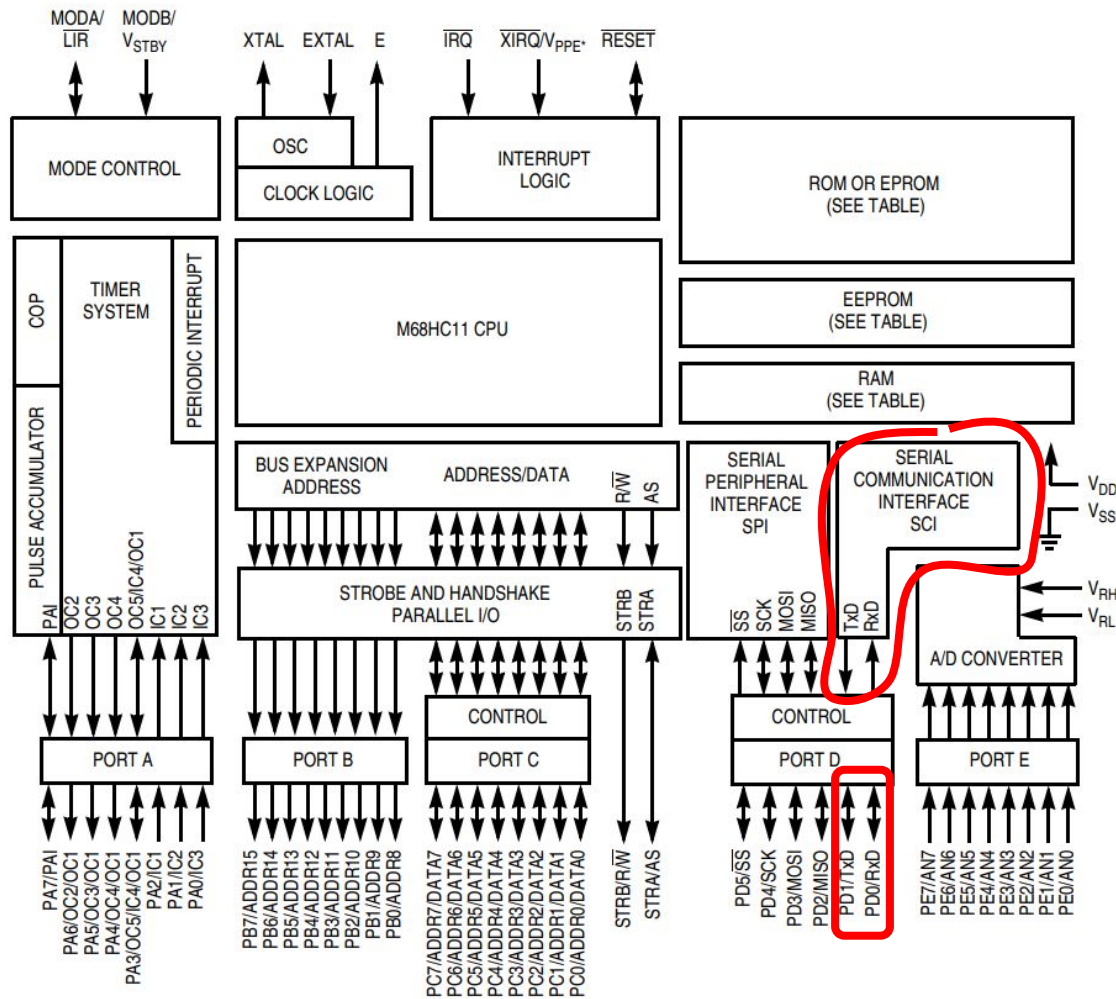 MODA/
LIR
MODB/
VSTBY
XTAL
EXTAL
E
IRQ
XIRQ/VPPE*
RESET
MODE CONTROL
OSC
CLOCK LOGIC
INTERRUPT
LOGIC
ROM OR EPROM
(SEE TABLE)
COP
TIMER
SYSTEM
PERIODIC INTERRUPT
M68HC11 CPU
EEPROM
(SEE TABLE)
RAM
(SEE TABLE)
PULSE ACCUMULATOR
BUS EXPANSION
ADDRESS
ADDRESS/DATA
R/W
AS
SERIAL
PERIPHERAL
INTERFACE
SPI
SERIAL
COMMUNICATION
INTERFACE
SCI
VDD
VSS
VRH
VRL
PAI
OC2
OC3
OC4
OC5/IC4/OC1
IC1
IC2
IC3
STROBE AND HANDSHAKE
PARALLEL I/O
STRB
STRA
SS
SCK
MOSI
MISO
TxD
RxD
A/D CONVERTER
CONTROL
CONTROL
PORT A
PORT B
PORT C
PORT D
PORT E
PA7/PAI
PA6/OC2/OC1
PA5/OC3/OC1
PA4/OC4/OC1
PA3/OC5/IC4/OC1
PA2/IC1
PA1/IC2
PA0/IC3
PB7/ADDR15
PB6/ADDR14
PB5/ADDR13
PB4/ADDR12
PB3/ADDR11
PB2/ADDR10
PB1/ADDR9
PB0/ADDR8
PC7/ADDR7/DATA7
PC6/ADDR6/DATA6
PC5/ADDR5/DATA5
PC4/ADDR4/DATA4
PC3/ADDR3/DATA3
PC2/ADDR2/DATA2
PC1/ADDR1/DATA1
PC0/ADDR0/DATA0
STRB/R/W
STRA/AS
PD5/SS
PD4/SCK
PD3/MOSI
PD2/MISO
PD1/TxD
PD0/RxD
PE7/AN7
PE6/AN6
PE5/AN5
PE4/AN4
PE3/AN3
PE2/AN2
PE1/AN1
PE0/AN0